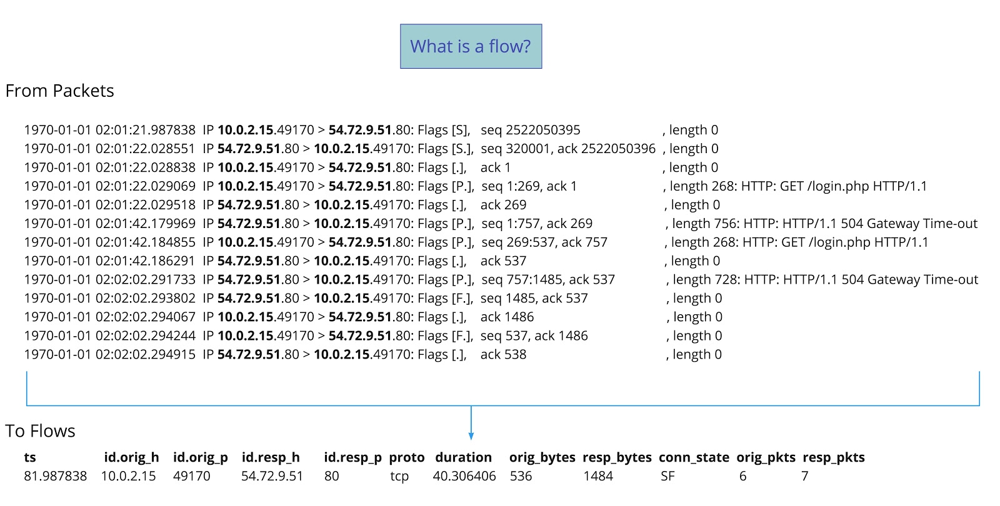 What is a flow?
From Packets
1970-01-01 02:01:21.987838 IP 10.0.2.15.49170 > 54.72.9.51.80: Flags [S], seq 2522050395 , length 0
1970-01-01 02:01:22.028551 IP 54.72.9.51.80 > 10.0.2.15.49170: Flags [S.], seq 320001, ack 2522050396 , length 0
1970-01-01 02:01:22.028838 IP 10.0.2.15.49170 > 54.72.9.51.80: Flags [.], ack 1 , length 0
1970-01-01 02:01:22.029069 IP 10.0.2.15.49170 > 54.72.9.51.80: Flags [P.], seq 1:269, ack 1 , length 268: HTTP: GET /login.php HTTP/1.1
1970-01-01 02:01:22.029518 IP 54.72.9.51.80 > 10.0.2.15.49170: Flags [.], ack 269 , length 0
1970-01-01 02:01:42.179969 IP 54.72.9.51.80 > 10.0.2.15.49170: Flags [P.], seq 1:757, ack 269 , length 756: HTTP: HTTP/1.1 504 Gateway Time-out
1970-01-01 02:01:42.184855 IP 10.0.2.15.49170 > 54.72.9.51.80: Flags [P.], seq 269:537, ack 757 , length 268: HTTP: GET /login.php HTTP/1.1
1970-01-01 02:01:42.186291 IP 54.72.9.51.80 > 10.0.2.15.49170: Flags [.], ack 537 , length 0
1970-01-01 02:02:02.291733 IP 54.72.9.51.80 > 10.0.2.15.49170: Flags [P.], seq 757:1485, ack 537 , length 728: HTTP: HTTP/1.1 504 Gateway Time-out
1970-01-01 02:02:02.293802 IP 54.72.9.51.80 > 10.0.2.15.49170: Flags [F.], seq 1485, ack 537 , length 0
1970-01-01 02:02:02.294067 IP 10.0.2.15.49170 > 54.72.9.51.80: Flags [.], ack 1486 , length 0
1970-01-01 02:02:02.294244 IP 10.0.2.15.49170 > 54.72.9.51.80: Flags [F.], seq 537, ack 1486 , length 0
1970-01-01 02:02:02.294915 IP 54.72.9.51.80 > 10.0.2.15.49170: Flags [.], ack 538 , length 0
To Flows
ts id.orig_h id.orig_p id.resp_h id.resp_p proto duration orig_bytes resp_bytes conn_state orig_pkts resp_pkts
81.987838 10.0.2.15 49170 54.72.9.51 80 tcp 40.306406 536 1484 SF 6 7